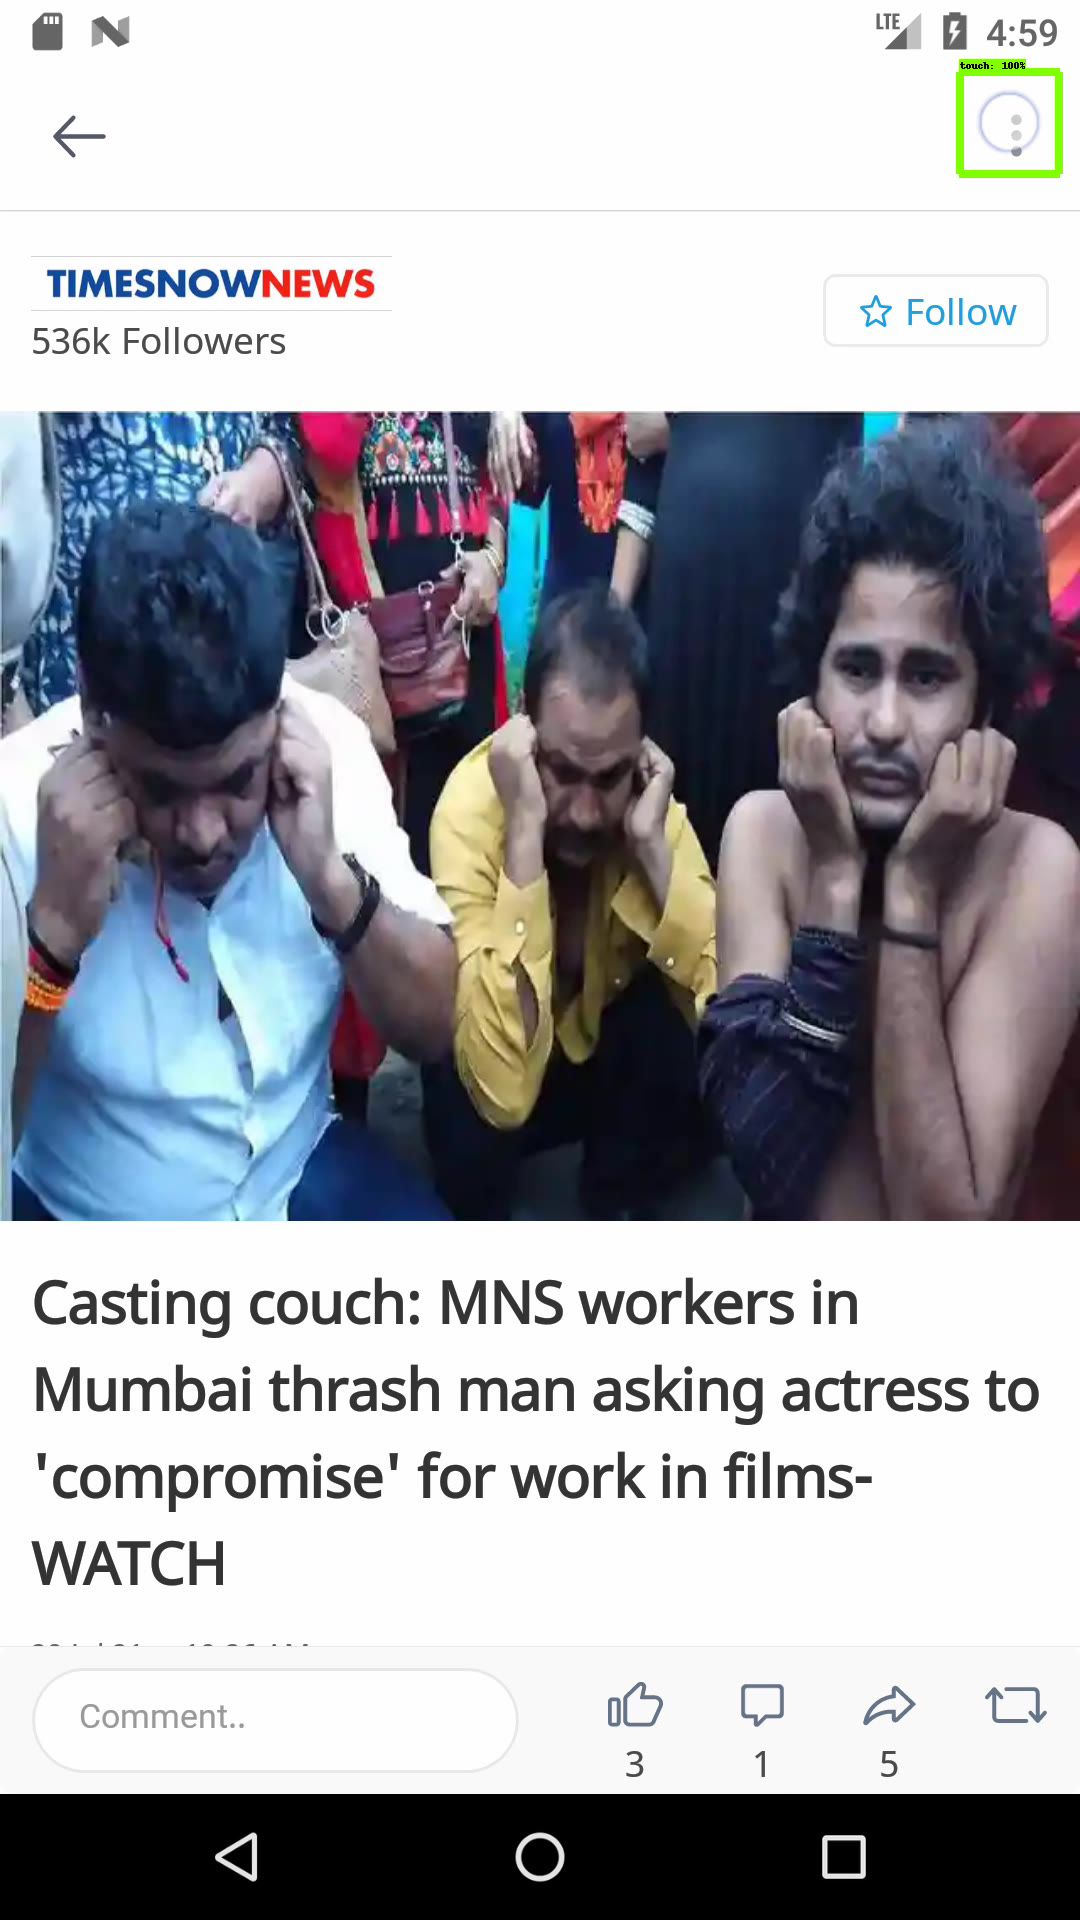 LTE 4:59
touch: 100%
TIMESNOWNEWS
536k Followers
Follow
Casting couch: MNS workers in
Mumbai thrash man asking actress to
'compromise' for work in films-
WATCH
Comment..
3 1 5